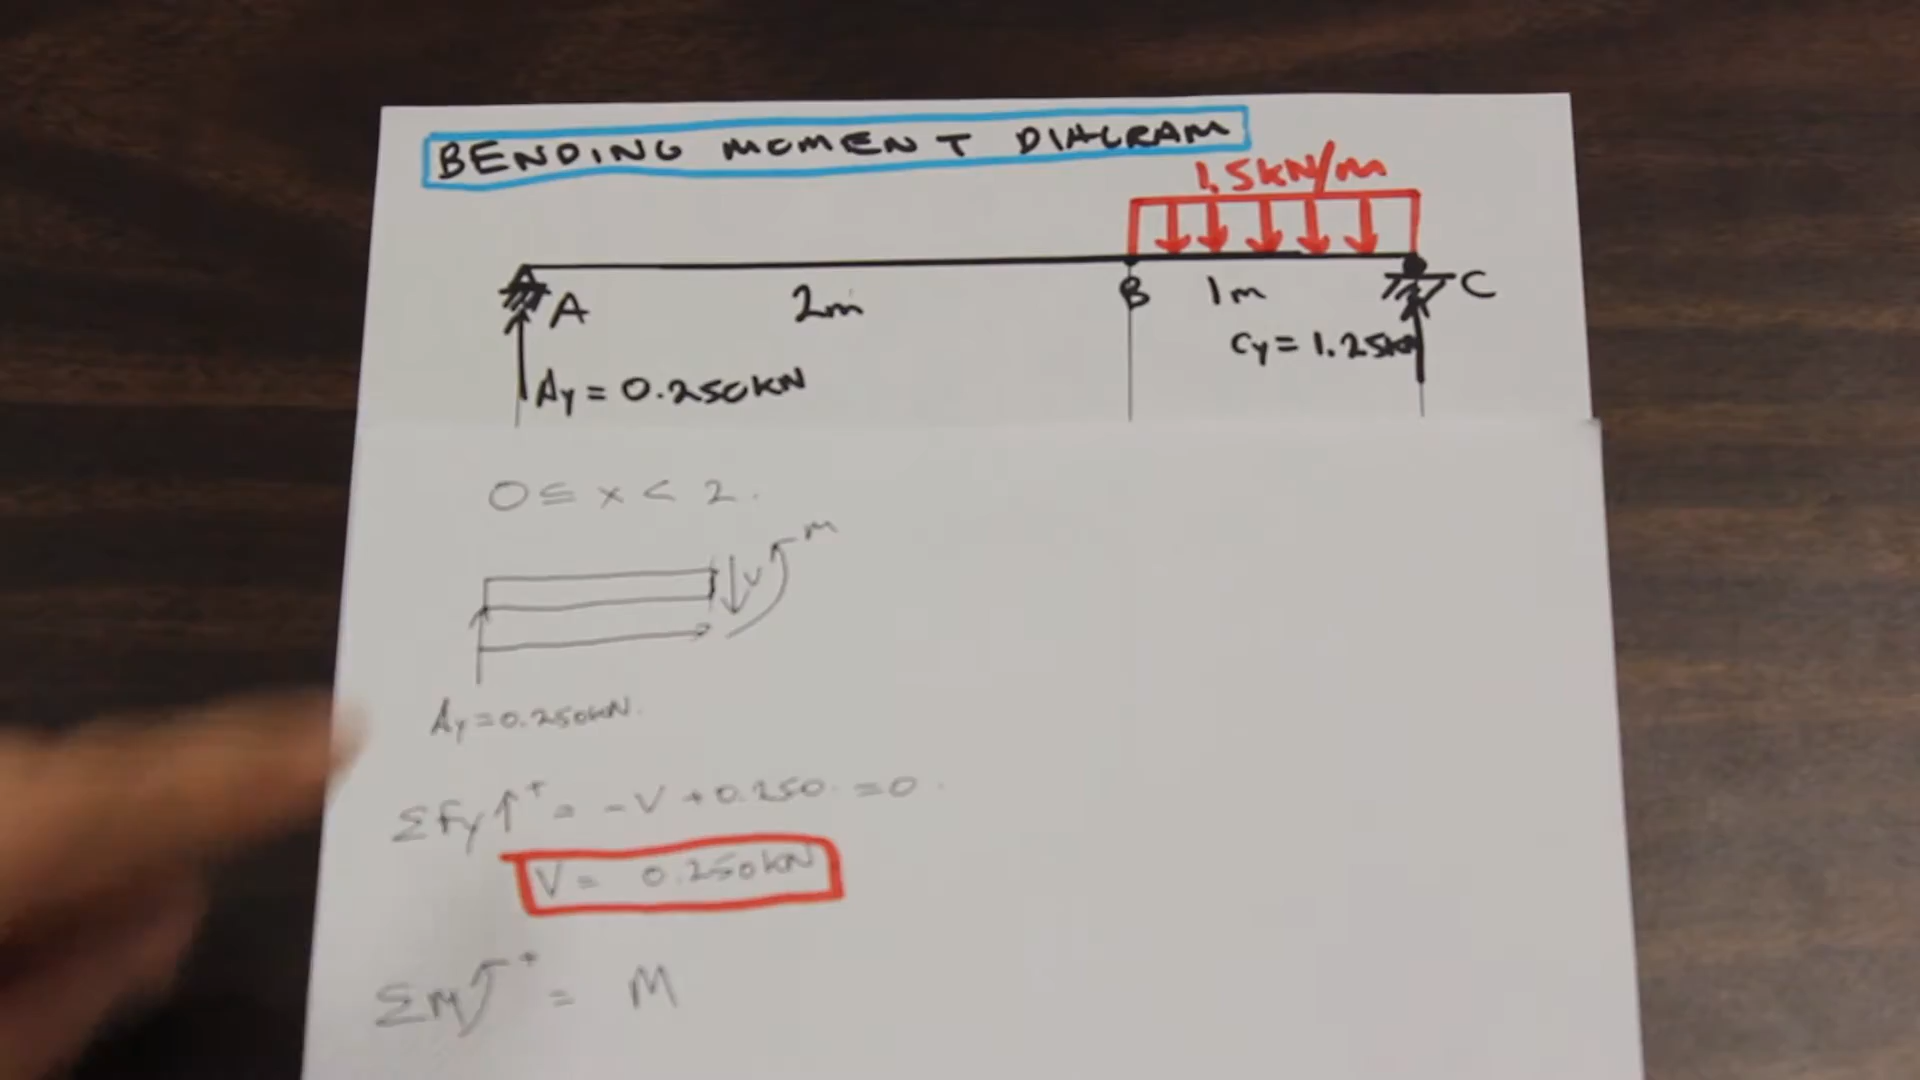 BENDING MOMENT DIAGRAM
1.5kN/m
A
2m
B
1m
C
Cy = 1.25kN
Ay = 0.250kN
0 ≤ x < 2.
M
V
Ay = 0.250kN.
ΣFy↑+ = -V + 0.250 = 0.
V = 0.250kN
ΣM+ = M